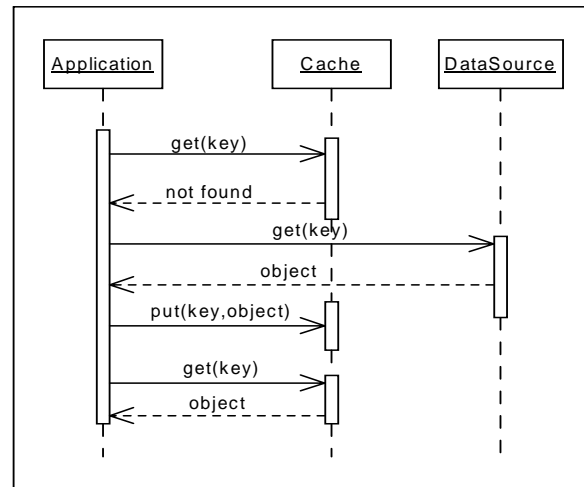 Application Cache DataSource
get(key)
not found
get(key)
object
put(key,object)
get(key)
object